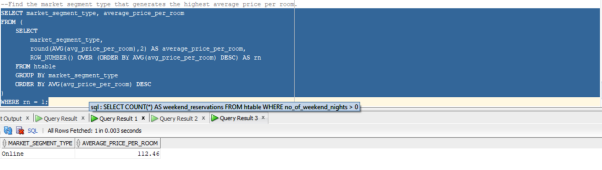 --Find the market segment type that generates the highest average price per room.
SELECT market_segment_type, average_price_per_room
FROM (
SELECT
market_segment_type,
round(AVG(avg_price_per_room),2) AS average_price_per_room,
ROW_NUMBER() OVER (ORDER BY AVG(avg_price_per_room) DESC) AS rn
FROM htable
GROUP BY market_segment_type
ORDER BY AVG(avg_price_per_room) DESC
)
WHERE rn = 1;
sql : SELECT COUNT(*) AS weekend_reservations FROM htable WHERE no_of_weekend_nights > 0
t Output × Query Result × Query Result 1 × Query Result 2 × Query Result 3 ×
SQL | All Rows Fetched: 1 in 0.003 seconds
MARKET_SEGMENT_TYPE AVERAGE_PRICE_PER_ROOM
Online 112.46